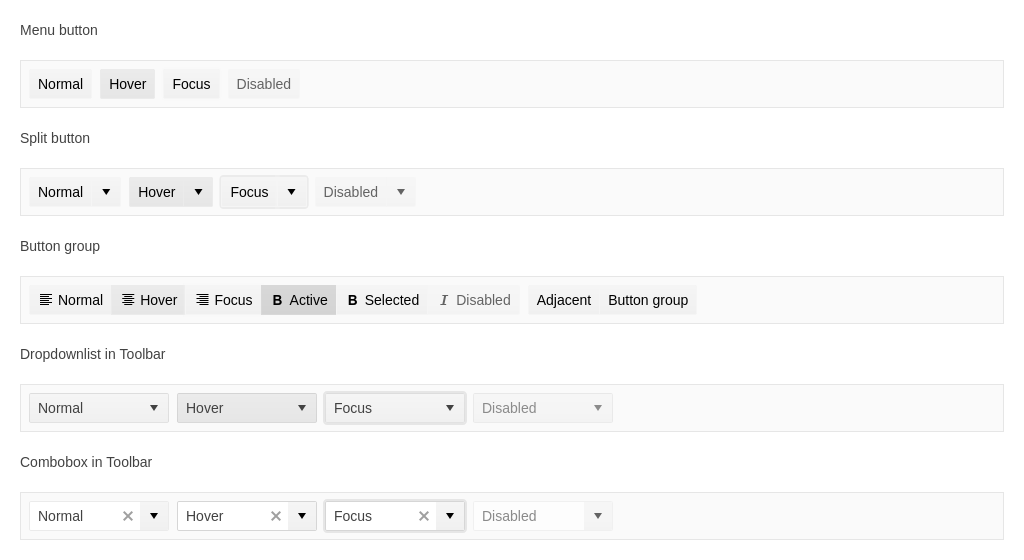 Menu button
Normal Hover Focus Disabled
Split button
Normal Hover Focus Disabled
Button group
Normal Hover Focus B Active B Selected I Disabled Adjacent Button group
Dropdownlist in Toolbar
Normal Hover Focus Disabled
Combobox in Toolbar
Normal Hover Focus Disabled